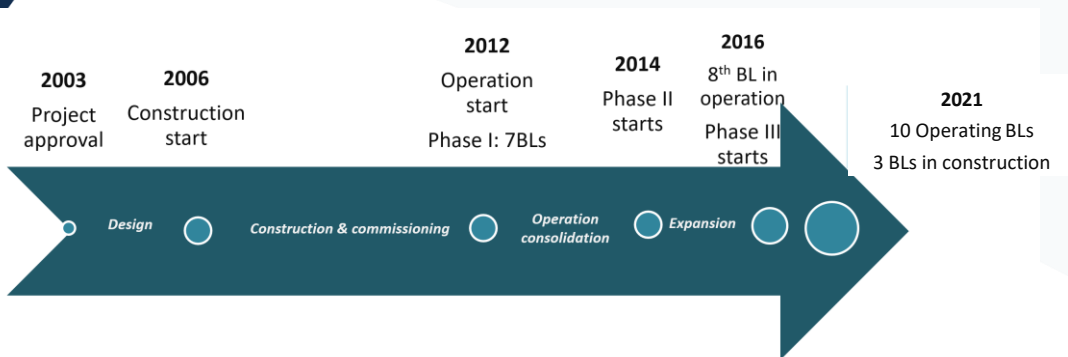 2003
Project
approval
2006
Construction
start
2012
Operation
start
Phase I: 7BLs
2014
Phase II
starts
2016
8th BL in
operation
Phase III
starts
2021
10 Operating BLs
3 BLs in construction
Design
Construction & commissioning
Operation
consolidation
Expansion